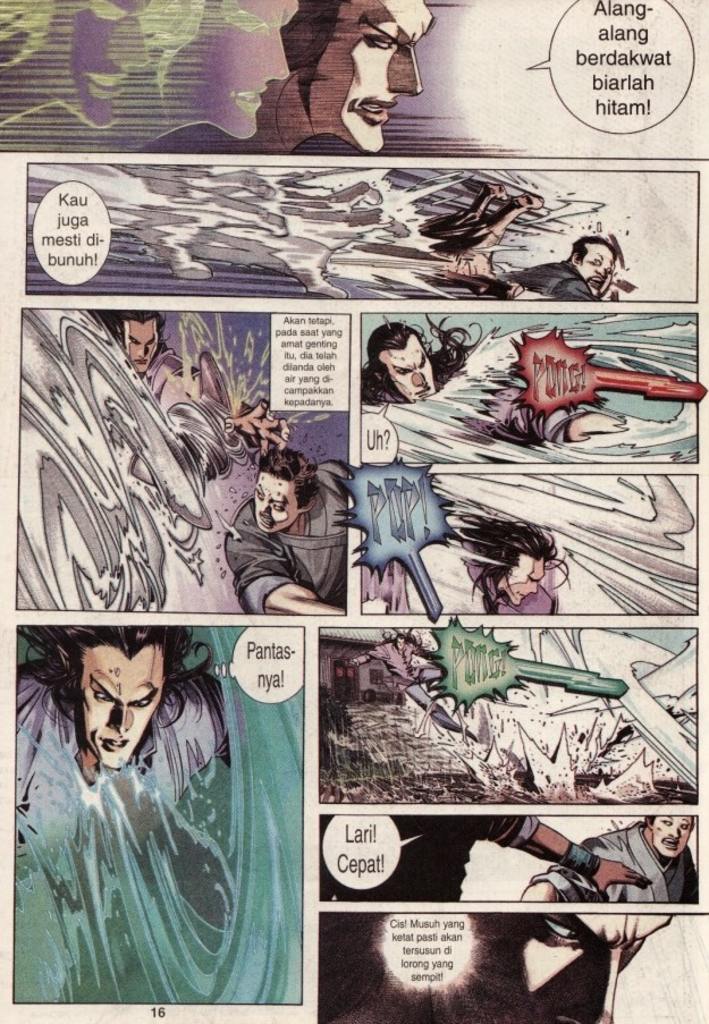 Alang-
alang
berdakwat
biarlah
hitam!
Kau
juga
mesti di-
bunuh!
Akan tetapi,
pada saat yang
amat genting
itu, dia telah
dilanda oleh
air yang di-
campakkan
kepadanya.
PONG!
Uh?
POP!
Pantas-
nya!
PONG!
Lari!
Cepat!
Cis! Musuh yang
ketat pasti akan
tersusun di
lorong yang
sempit!
16